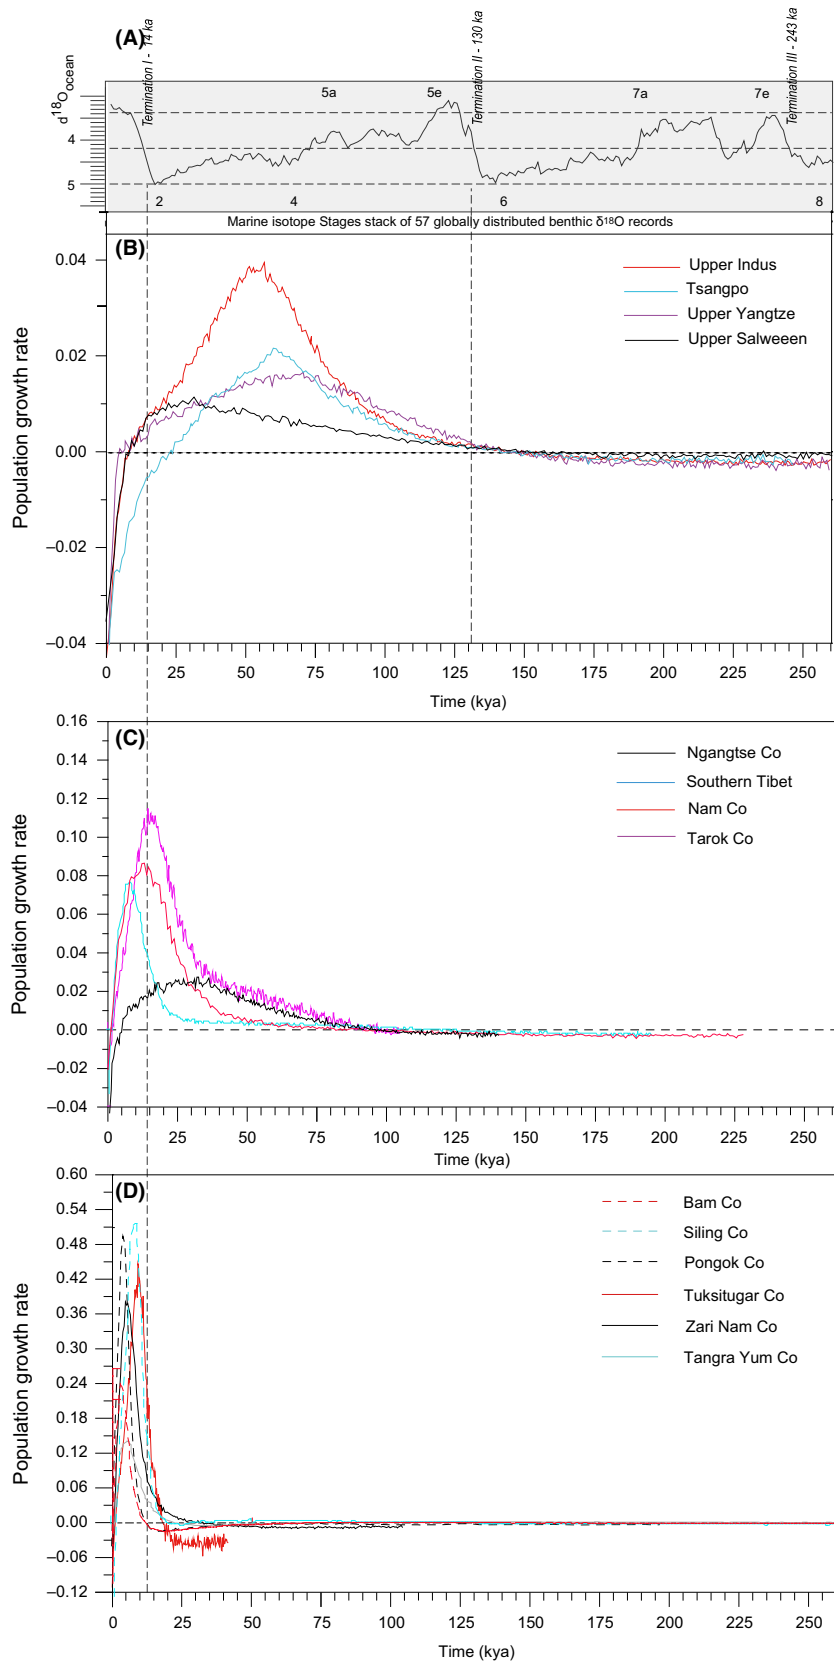 (A)
Termination I - 14 ka
Termination II - 130 ka
Termination III - 243 ka
d18Oocean
4
5
5a
5e
7a
7e
2
4
6
8
Marine isotope Stages stack of 57 globally distributed benthic δ18O records
(B)
Population growth rate
0.04
0.02
0.00
–0.02
–0.04
Upper Indus
Tsangpo
Upper Yangtze
Upper Salweeen
0 25 50 75 100 125 150 175 200 225 250
Time (kya)
(C)
Population growth rate
0.16
0.14
0.12
0.10
0.08
0.06
0.04
0.02
0.00
–0.02
–0.04
Ngangtse Co
Southern Tibet
Nam Co
Tarok Co
0 25 50 75 100 125 150 175 200 225 250
Time (kya)
(D)
Population growth rate
0.60
0.54
0.48
0.42
0.36
0.30
0.24
0.18
0.12
0.06
0.00
–0.06
–0.12
Bam Co
Siling Co
Pongok Co
Tuksitugar Co
Zari Nam Co
Tangra Yum Co
0 25 50 75 100 125 150 175 200 225 250
Time (kya)